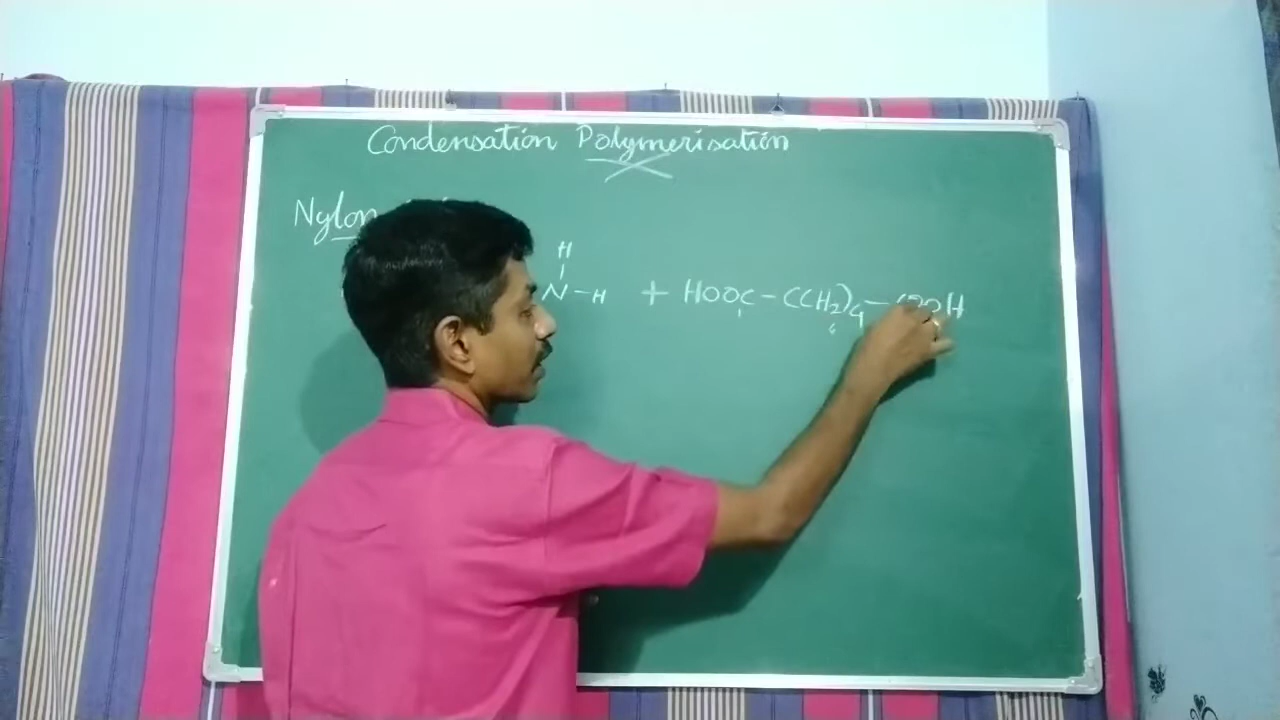 Condensation Polymerisation
Nylon
H
N - H + HOOC - (CH2)4 - COOH